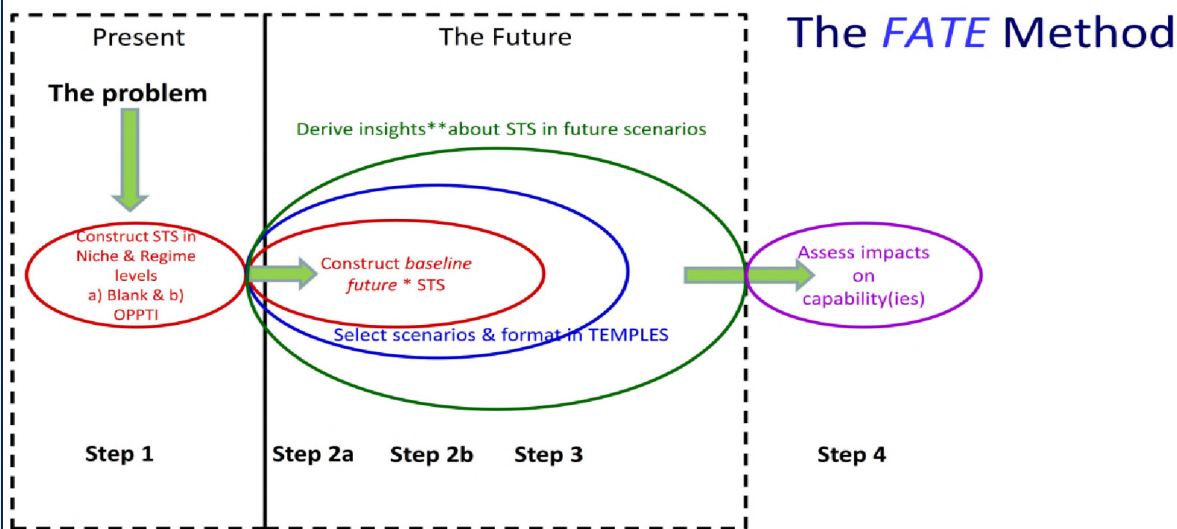 Present
The Future
The FATE Method
The problem
Derive insights**about STS in future scenarios
Construct STS in
Niche & Regime
levels
a) Blank & b)
OPPTI
Construct baseline
future * STS
Assess impacts
on
capability(ies)
Select scenarios & format in TEMPLES
Step 1
Step 2a
Step 2b
Step 3
Step 4